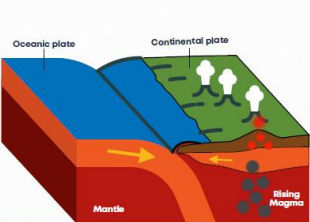 Oceanic plate
Continental plate
Mantle
Rising
Magma